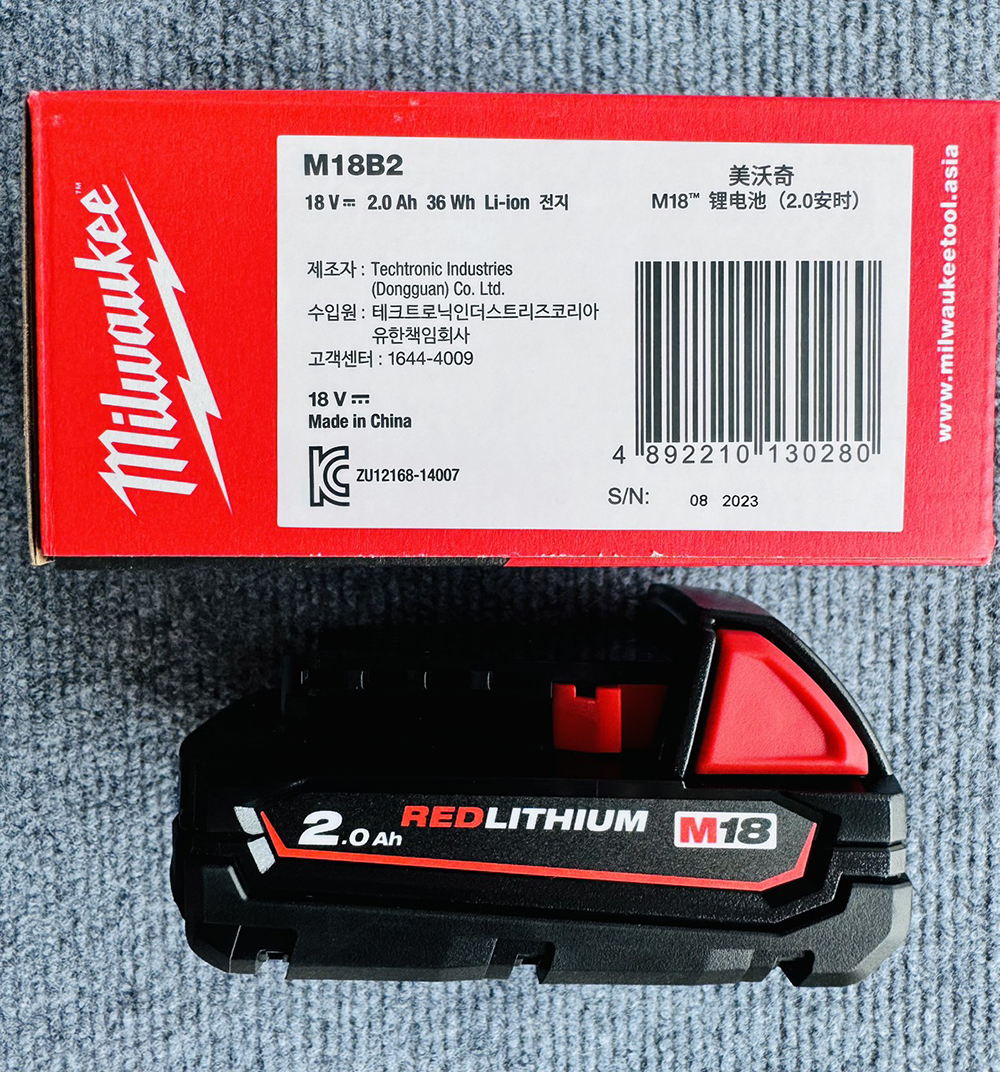 Milwaukee™
M18B2
18 V⎓ 2.0 Ah 36 Wh Li-ion 전지
美沃奇
M18™ 锂电池（2.0安时）
제조자 : Techtronic Industries
(Dongguan) Co. Ltd.
수입원 : 테크트로닉인더스트리즈코리아
유한책임회사
고객센터 : 1644-4009
18 V⎓
Made in China
ZU12168-14007
4 892210 130280
S/N: 08 2023
www.milwaukeetool.asia
2.0 Ah REDLITHIUM M18